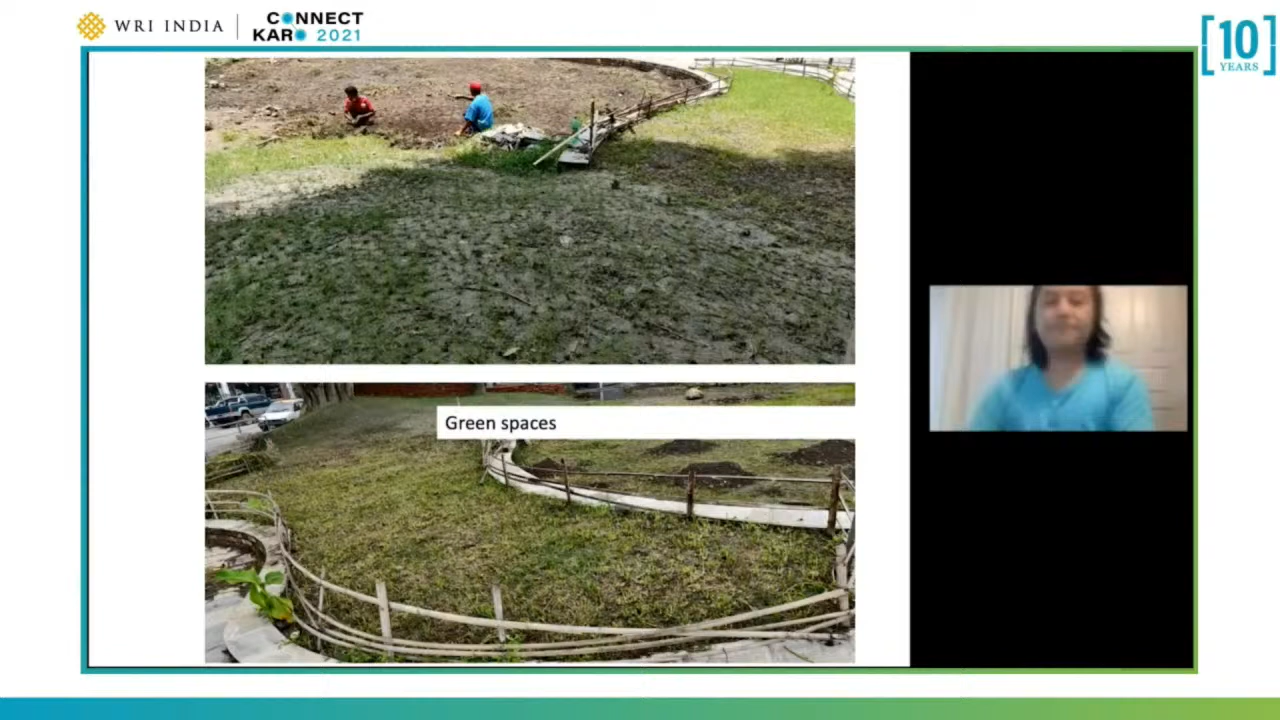 WRI INDIA
CONNECT
KARO 2021
10
YEARS
Green spaces